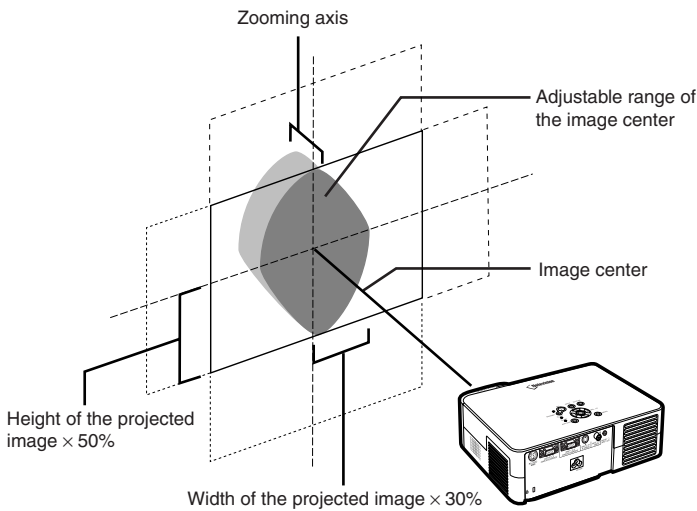 Zooming axis
Adjustable range of
the image center
Image center
Height of the projected
image × 50%
Width of the projected image × 30%